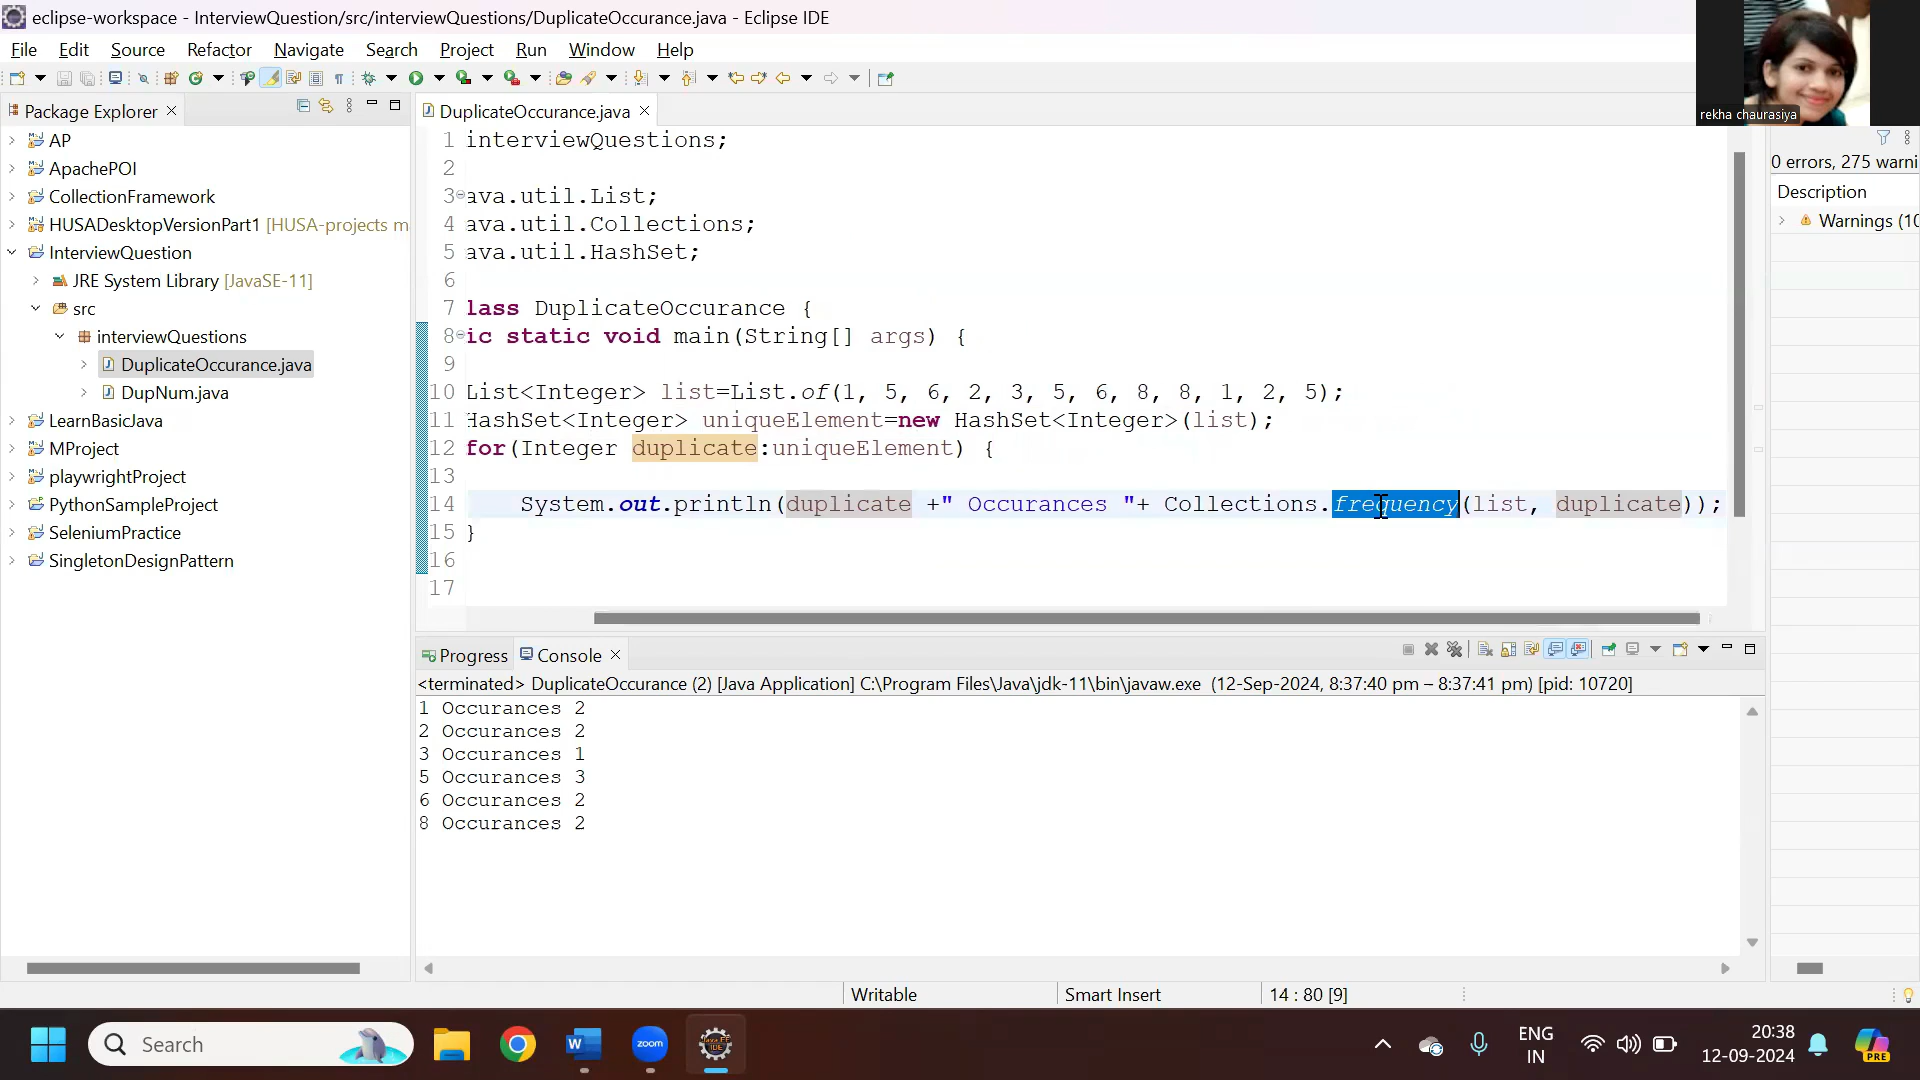 eclipse-workspace - InterviewQuestion/src/interviewQuestions/DuplicateOccurance.java - Eclipse IDE
File Edit Source Refactor Navigate Search Project Run Window Help
rekha chaurasiya
Package Explorer
AP
ApachePOI
CollectionFramework
HUSADesktopVersionPart1 [HUSA-projects m
InterviewQuestion
JRE System Library [JavaSE-11]
src
interviewQuestions
DuplicateOccurance.java
DupNum.java
LearnBasicJava
MProject
playwrightProject
PythonSampleProject
SeleniumPractice
SingletonDesignPattern
DuplicateOccurance.java
1 interviewQuestions;
2
3 ava.util.List;
4 ava.util.Collections;
5 ava.util.HashSet;
6
7 lass DuplicateOccurance {
8 ic static void main(String[] args) {
9
10 List<Integer> list=List.of(1, 5, 6, 2, 3, 5, 6, 8, 8, 1, 2, 5);
11 HashSet<Integer> uniqueElement=new HashSet<Integer>(list);
12 for(Integer duplicate:uniqueElement) {
13
14 System.out.println(duplicate +" Occurances "+ Collections.frequency(list, duplicate));
15 }
16
17
0 errors, 275 warni
Description
Warnings (10
Progress Console
<terminated> DuplicateOccurance (2) [Java Application] C:\Program Files\Java\jdk-11\bin\javaw.exe (12-Sep-2024, 8:37:40 pm – 8:37:41 pm) [pid: 10720]
1 Occurances 2
2 Occurances 2
3 Occurances 1
5 Occurances 3
6 Occurances 2
8 Occurances 2
Writable Smart Insert 14 : 80 [9]
Search
zoom
ENG
IN
20:38
12-09-2024
PRE